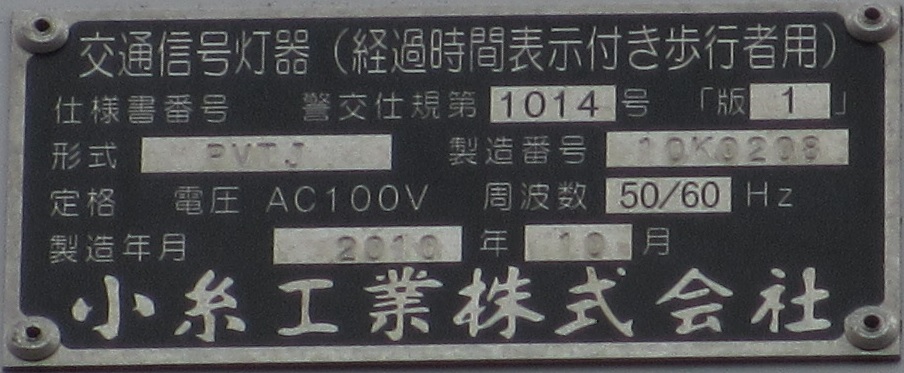 交通信号灯器（経過時間表示付き歩行者用）
仕様書番号 警交仕規第 1014 号 「版 1 」
形式 PVTJ 製造番号 10K0208
定格 電圧 AC100V 周波数 50/60 Hz
製造年月 2010 年 10 月
小糸工業株式会社